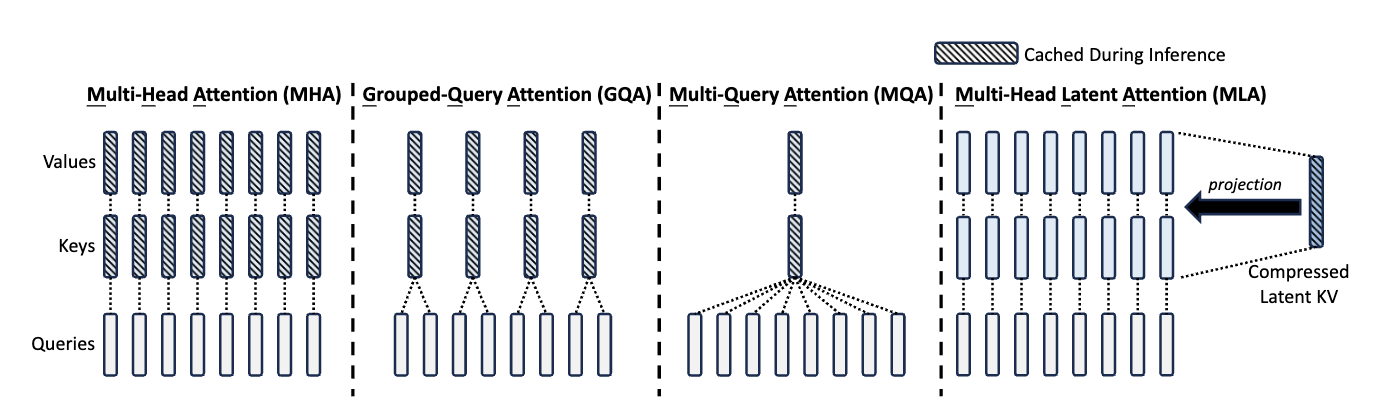 Cached During Inference
Multi-Head Attention (MHA)
Grouped-Query Attention (GQA)
Multi-Query Attention (MQA)
Multi-Head Latent Attention (MLA)
Values
Keys
Queries
projection
Compressed
Latent KV